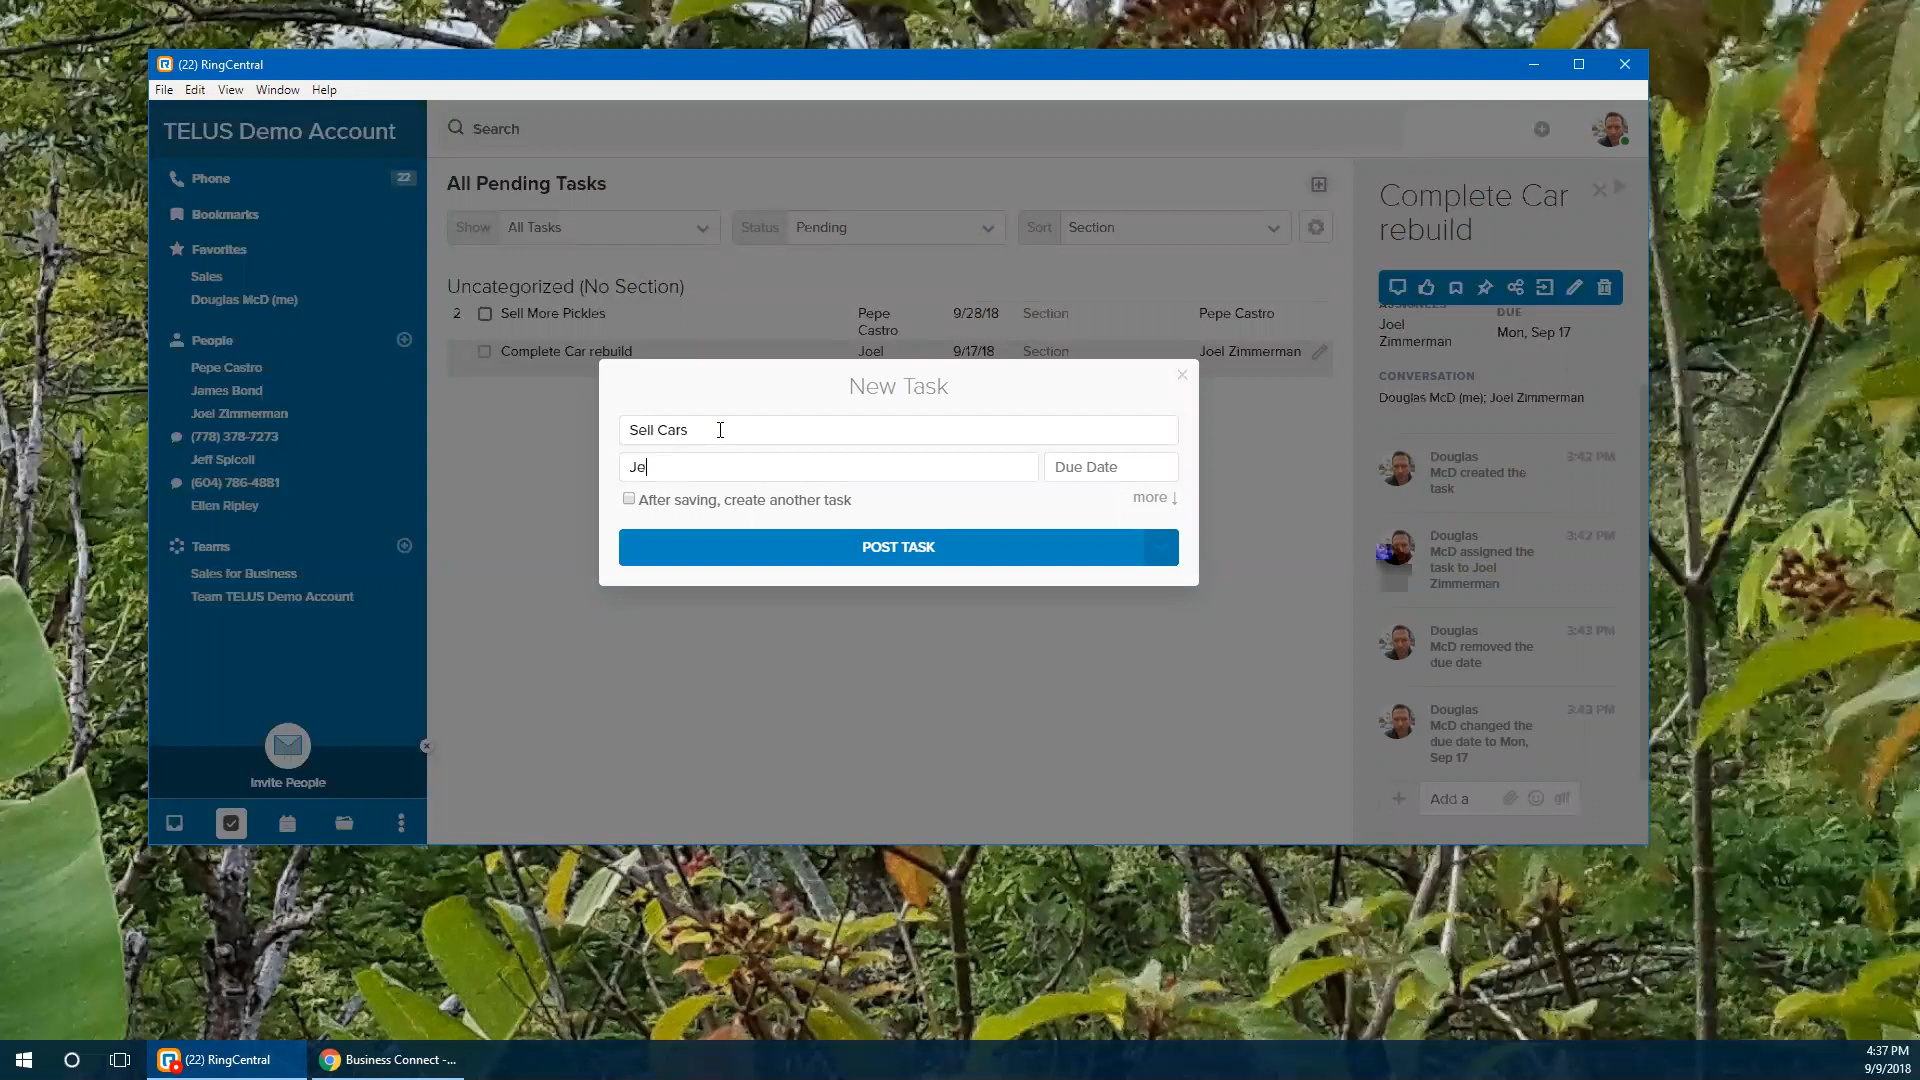 (22) RingCentral
File Edit View Window Help
TELUS Demo Account
Search
Phone 22
Bookmarks
Favorites
Sales
Douglas McD (me)
People
Pepe Castro
James Bond
Joel Zimmerman
(778) 378-7273
Jeff Spicoll
(604) 786-4881
Ellen Ripley
Teams
Sales for Business
Team TELUS Demo Account
Invite People
All Pending Tasks
Show All Tasks Status Pending Sort Section
Uncategorized (No Section)
2 Sell More Pickles Pepe Castro 9/28/18 Section Pepe Castro
Complete Car rebuild Joel 9/17/18 Section Joel Zimmerman
New Task
Sell Cars
Je Due Date
After saving, create another task more ↓
POST TASK
Complete Car
rebuild
DUE
Joel
Zimmerman
Mon, Sep 17
CONVERSATION
Douglas McD (me); Joel Zimmerman
Douglas 3:42 PM
McD created the
task
Douglas 3:42 PM
McD assigned the
task to Joel
Zimmerman
Douglas 3:43 PM
McD removed the
due date
Douglas 3:43 PM
McD changed the
due date to Mon,
Sep 17
Add a gif
(22) RingCentral
Business Connect -...
4:37 PM
9/9/2018